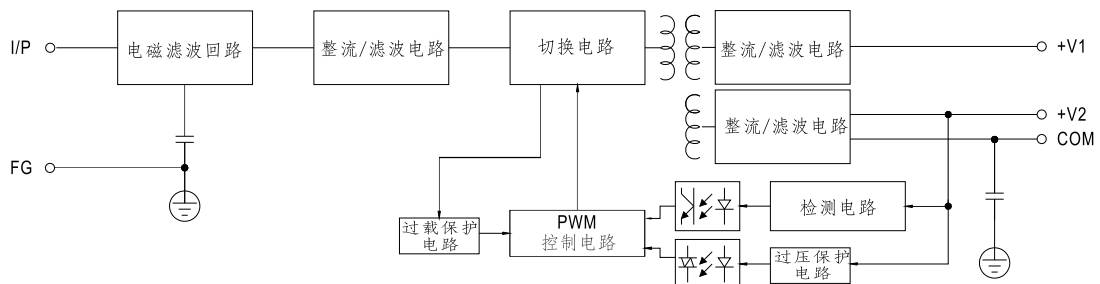 I/P
电磁滤波回路
整流/滤波电路
切换电路
整流/滤波电路
+V1
整流/滤波电路
+V2
COM
FG
过载保护
电路
PWM
控制电路
检测电路
过压保护
电路